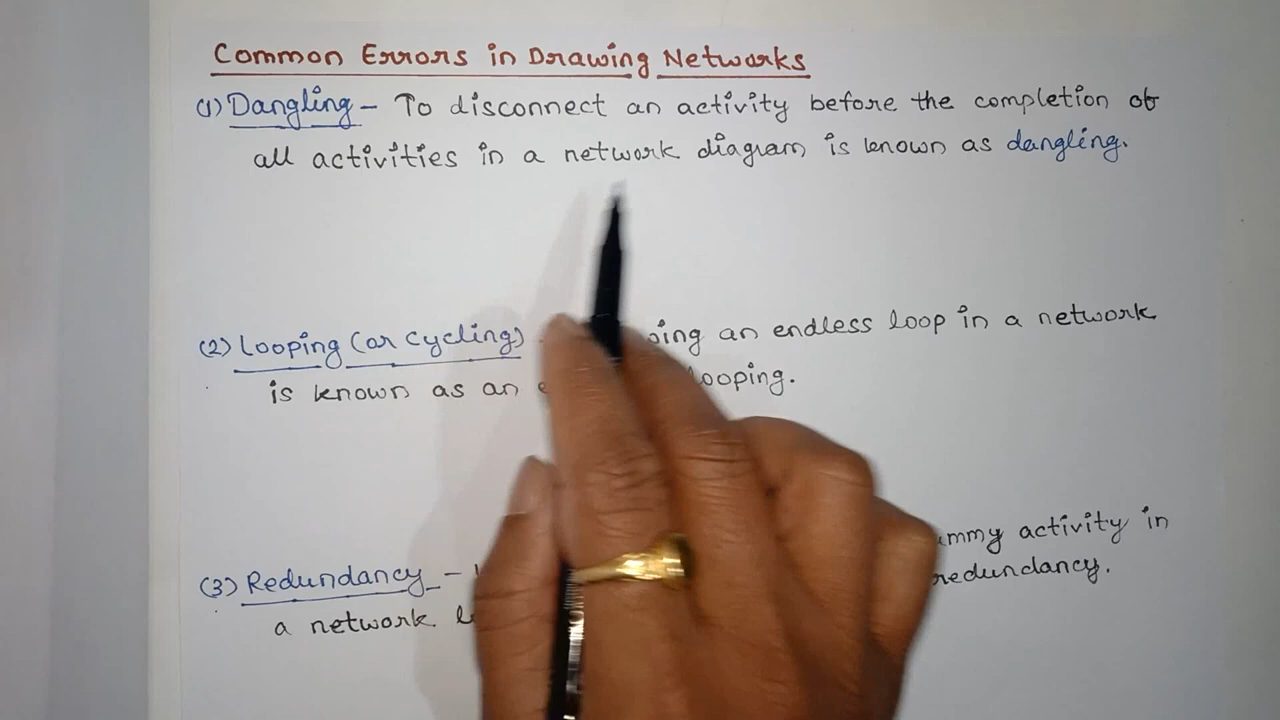 Common Errors in Drawing Networks
(1) Dangling - To disconnect an activity before the completion of
all activities in a network diagram is known as dangling.
(2) Looping (or Cycling) - an endless loop in a network
is known as an looping.
(3) Redundancy - activity in
a network redundancy.